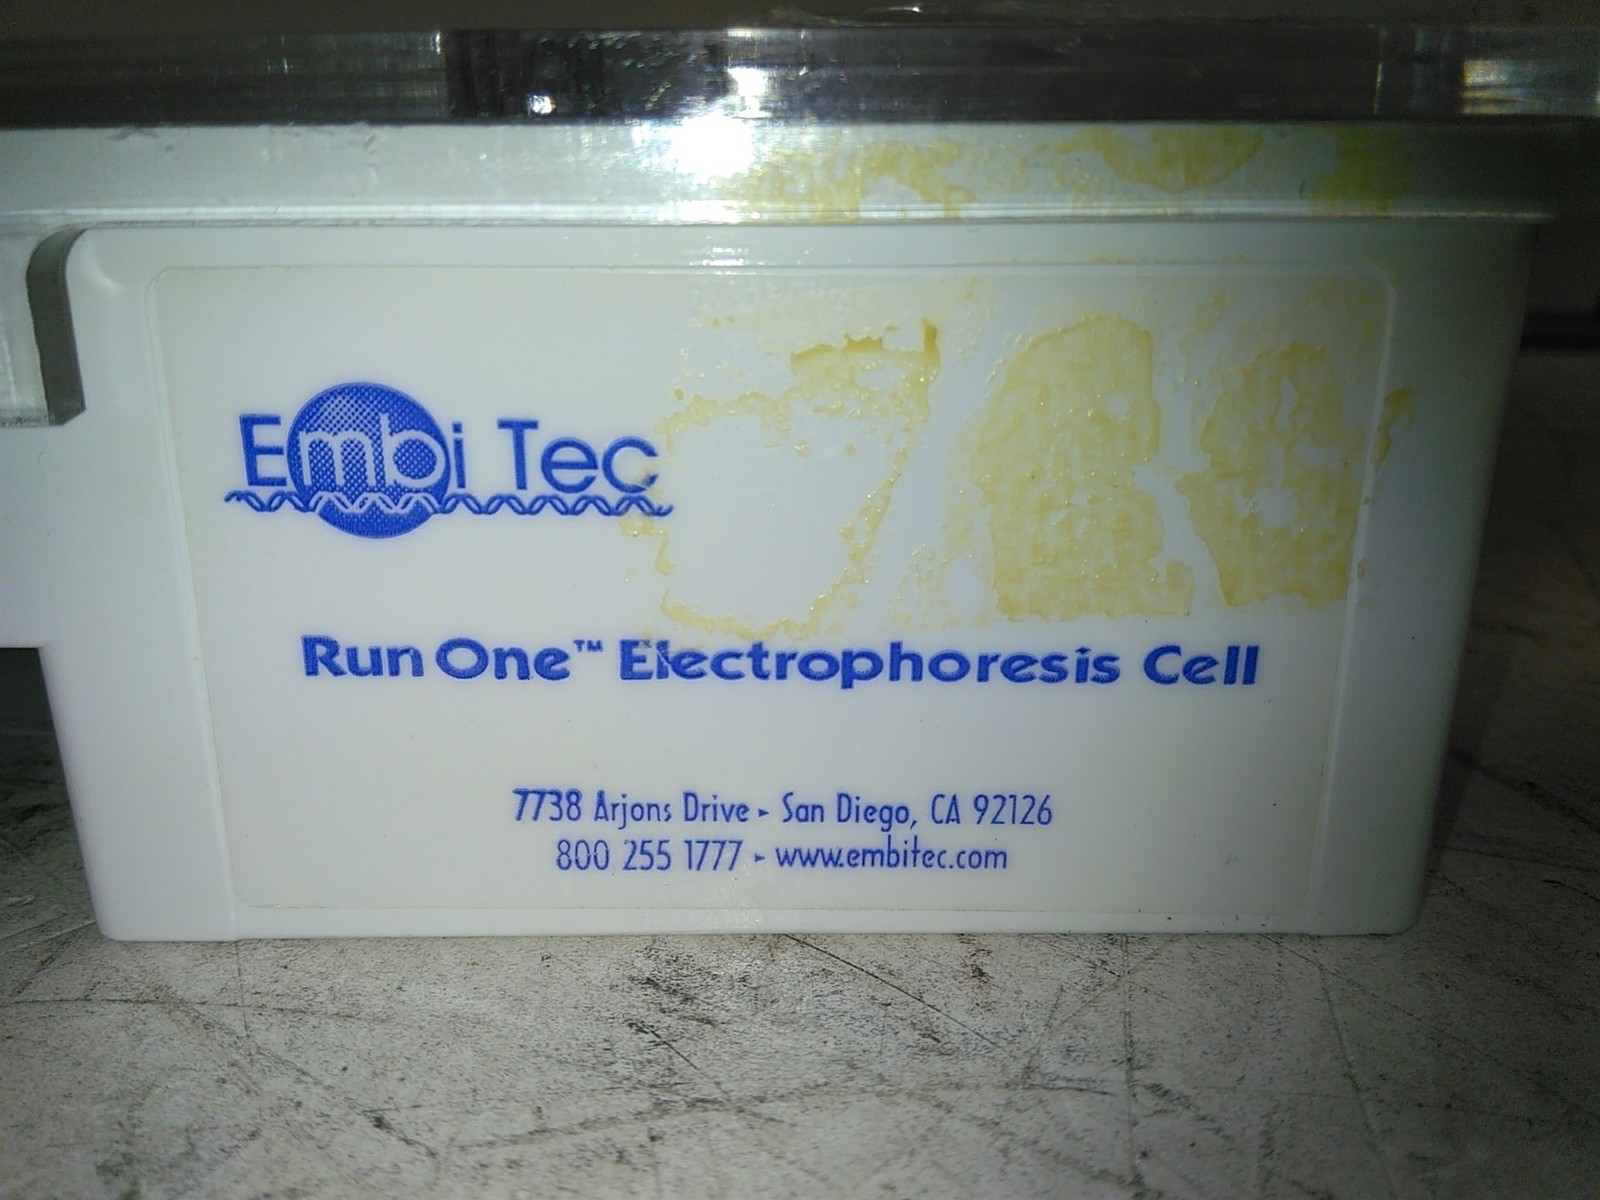 Embi Tec
Run One™ Electrophoresis Cell
7738 Arjons Drive - San Diego, CA 92126
800 255 1777 - www.embitec.com